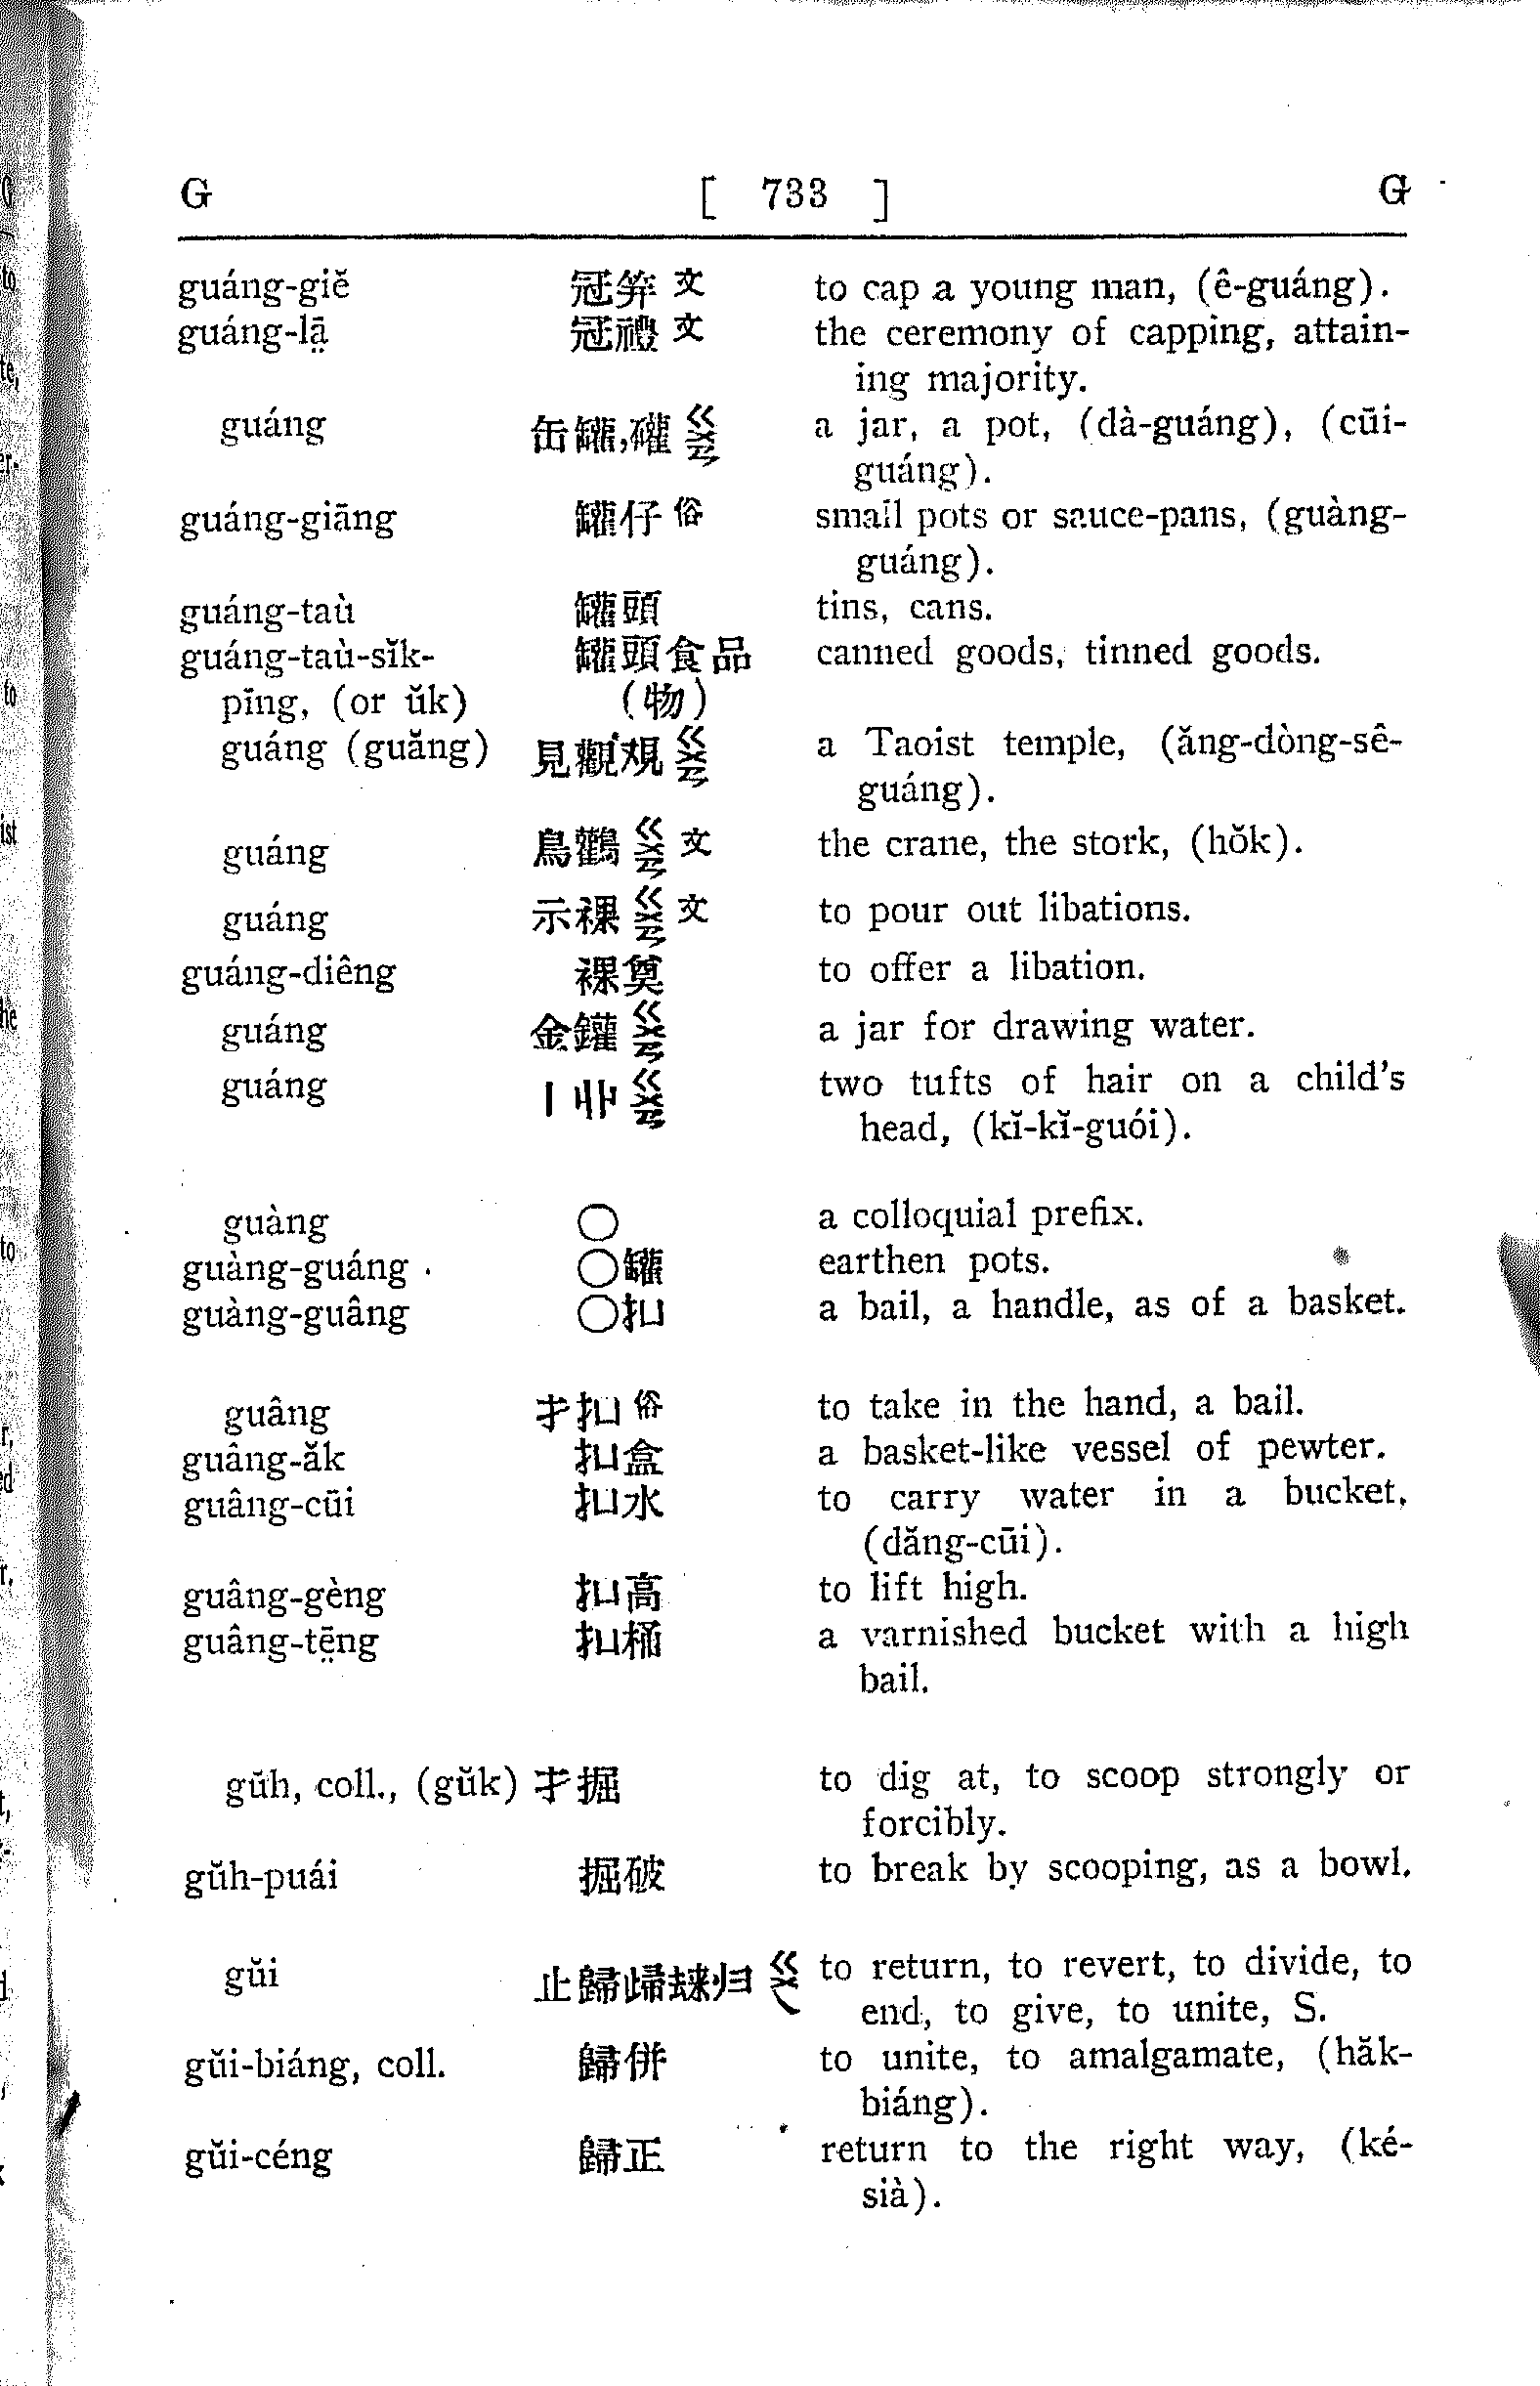 G [ 733 ] G
guáng-giĕ 冠笄 文 to cap a young man, (ê-guáng).
guáng-lā̤ 冠禮 文 the ceremony of capping, attain-
ing majority.
guáng 缶 罐,礶 ㄍㄨㄢ a jar, a pot, (dà-guáng), (cūi-
guáng).
guáng-giāng 罐仔 俗 small pots or sauce-pans, (guàng-
guáng).
guáng-taù 罐頭 tins, cans.
guáng-taù-sĭk- 罐頭食品 canned goods, tinned goods.
pīng, (or ŭk) (物)
guáng (guăng) 見 觀覌 ㄍㄨㄢ a Taoist temple, (ăng-dòng-sê-
guáng).
guáng 鳥 鸛 ㄍㄨㄢ 文 the crane, the stork, (hŏk).
guáng 示 祼 ㄍㄨㄢ 文 to pour out libations.
guáng-diêng 祼奠 to offer a libation.
guáng 金 鑵 ㄍㄨㄢ a jar for drawing water.
guáng 丨 丱 ㄍㄨㄢ two tufts of hair on a child's
head, (kĭ-kĭ-guói).
guàng 〇 a colloquial prefix.
guàng-guáng 〇罐 earthen pots.
guàng-guâng 〇扣 a bail, a handle, as of a basket.
guâng 才 扣 俗 to take in the hand, a bail.
guâng-ăk 扣盒 a basket-like vessel of pewter.
guâng-cūi 扣水 to carry water in a bucket,
(dăng-cūi).
guâng-gèng 扣高 to lift high.
guâng-tē̤ng 扣桶 a varnished bucket with a high
bail.
gŭh, coll., (gŭk) 才 掘 to dig at, to scoop strongly or
forcibly.
gŭh-puái 掘破 to break by scooping, as a bowl.
gŭi 止 歸 归 ㄍㄨㄟ to return, to revert, to divide, to
end, to give, to unite, S.
gŭi-biáng, coll. 歸併 to unite, to amalgamate, (hăk-
biáng).
gŭi-céng 歸正 return to the right way, (ké-
sià).